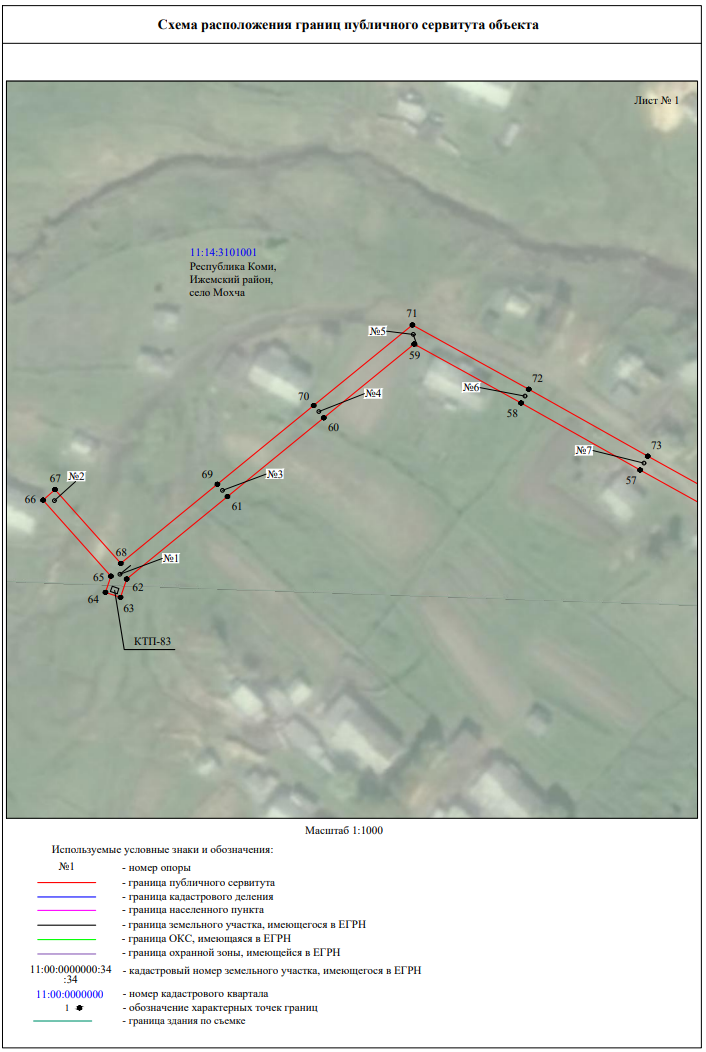 Схема расположения границ публичного сервитута объекта
Лист № 1
11:14:3101001
Республика Коми,
Ижемский район,
село Мохча
71
№5
59
72
№6
58
70
№4
60
73
№7
57
69
№3
61
67
№2
66
68
№1
65
62
64
63
КТП-83
Масштаб 1:1000
Используемые условные знаки и обозначения:
№1 - номер опоры
- граница публичного сервитута
- граница кадастрового деления
- граница населенного пункта
- граница земельного участка, имеющегося в ЕГРН
- граница ОКС, имеющаяся в ЕГРН
- граница охранной зоны, имеющейся в ЕГРН
11:00:0000000:34
:34
- кадастровый номер земельного участка, имеющегося в ЕГРН
11:00:0000000 - номер кадастрового квартала
1 - обозначение характерных точек границ
- граница здания по съемке